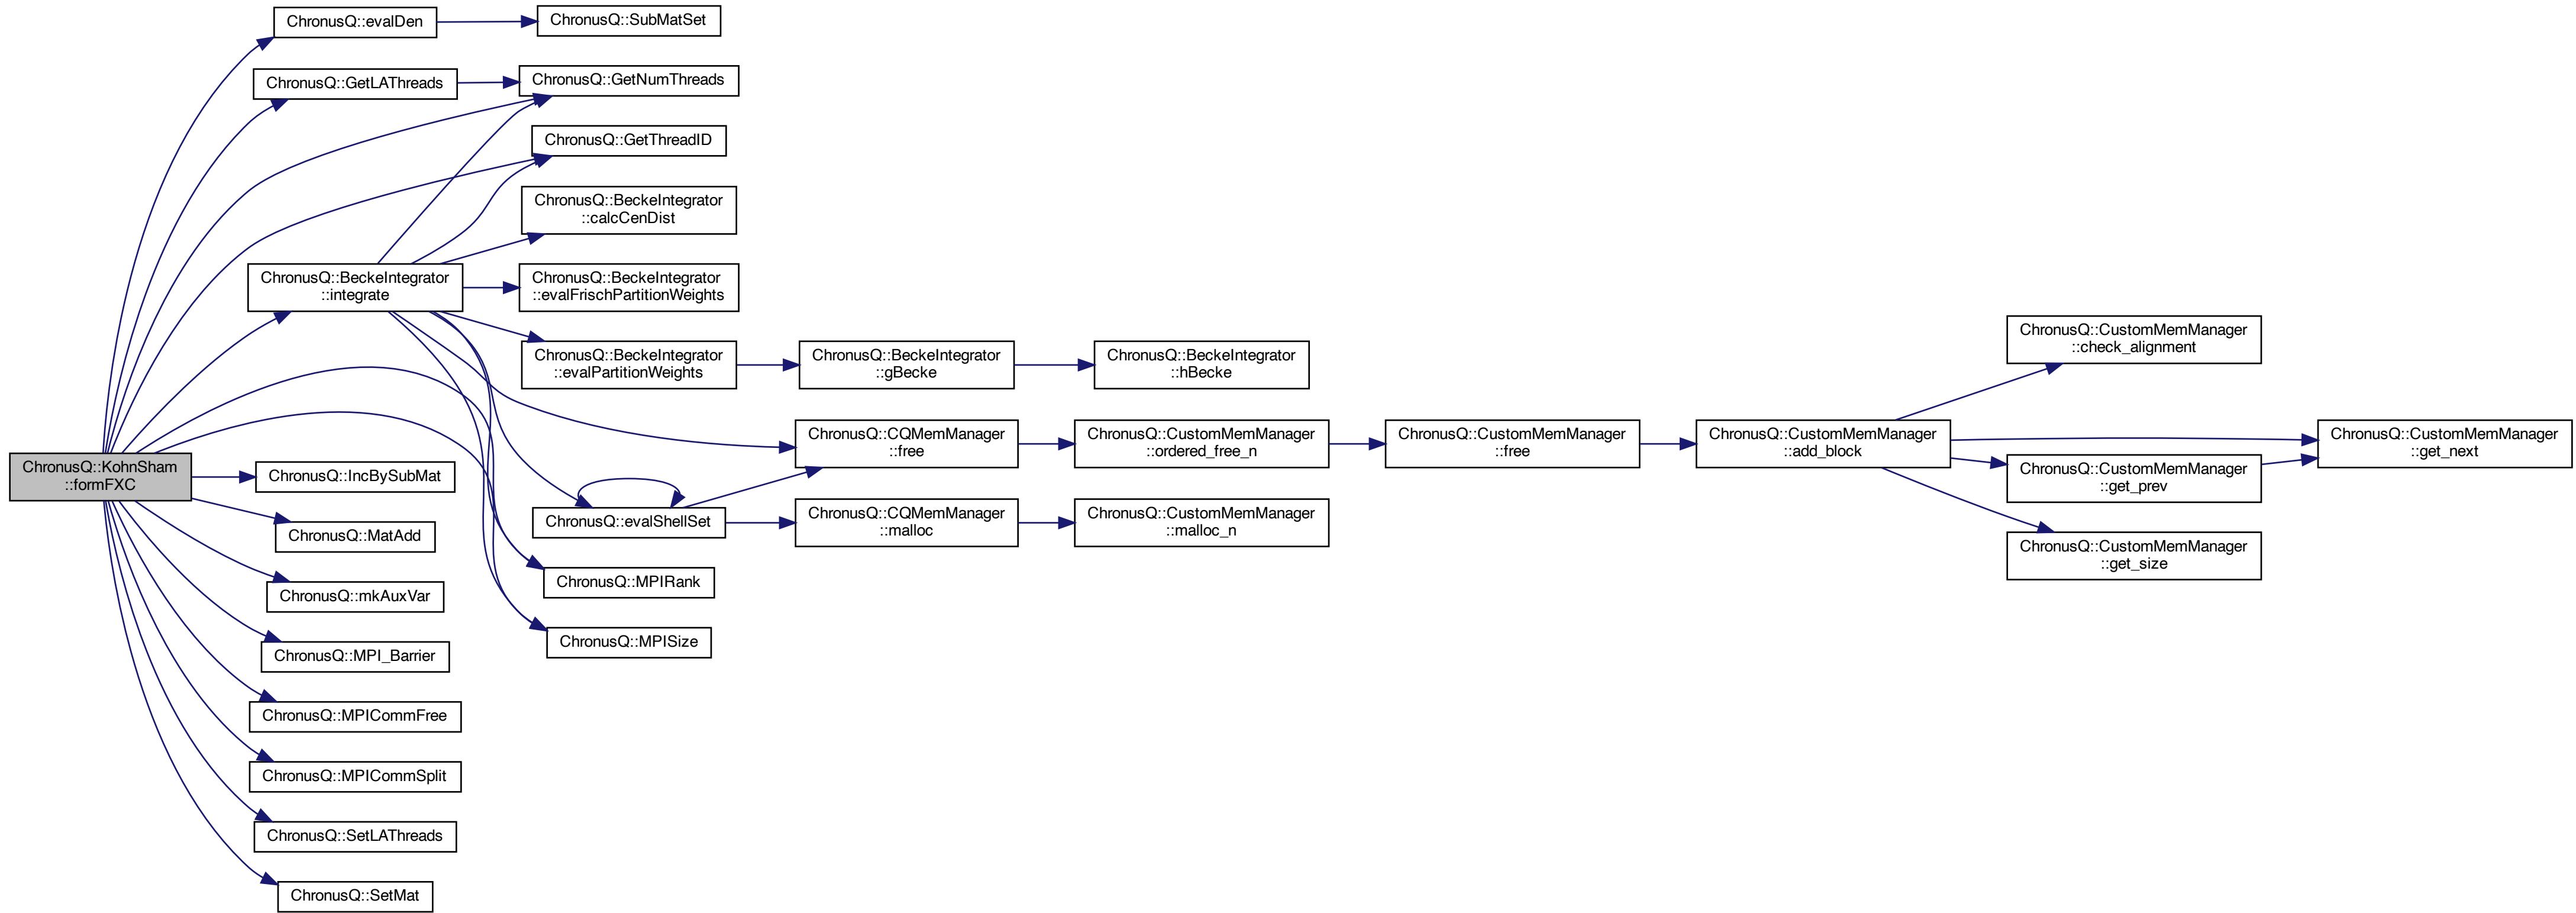 ChronusQ::KohnSham
::formFXC
ChronusQ::evalDen
ChronusQ::GetLAThreads
ChronusQ::BeckeIntegrator
::integrate
ChronusQ::IncBySubMat
ChronusQ::MatAdd
ChronusQ::mkAuxVar
ChronusQ::MPI_Barrier
ChronusQ::MPICommFree
ChronusQ::MPICommSplit
ChronusQ::SetLAThreads
ChronusQ::SetMat
ChronusQ::SubMatSet
ChronusQ::GetNumThreads
ChronusQ::GetThreadID
ChronusQ::BeckeIntegrator
::calcCenDist
ChronusQ::BeckeIntegrator
::evalFrischPartitionWeights
ChronusQ::BeckeIntegrator
::evalPartitionWeights
ChronusQ::evalShellSet
ChronusQ::MPIRank
ChronusQ::MPISize
ChronusQ::BeckeIntegrator
::gBecke
ChronusQ::CQMemManager
::free
ChronusQ::CQMemManager
::malloc
ChronusQ::BeckeIntegrator
::hBecke
ChronusQ::CustomMemManager
::ordered_free_n
ChronusQ::CustomMemManager
::malloc_n
ChronusQ::CustomMemManager
::free
ChronusQ::CustomMemManager
::add_block
ChronusQ::CustomMemManager
::check_alignment
ChronusQ::CustomMemManager
::get_prev
ChronusQ::CustomMemManager
::get_size
ChronusQ::CustomMemManager
::get_next